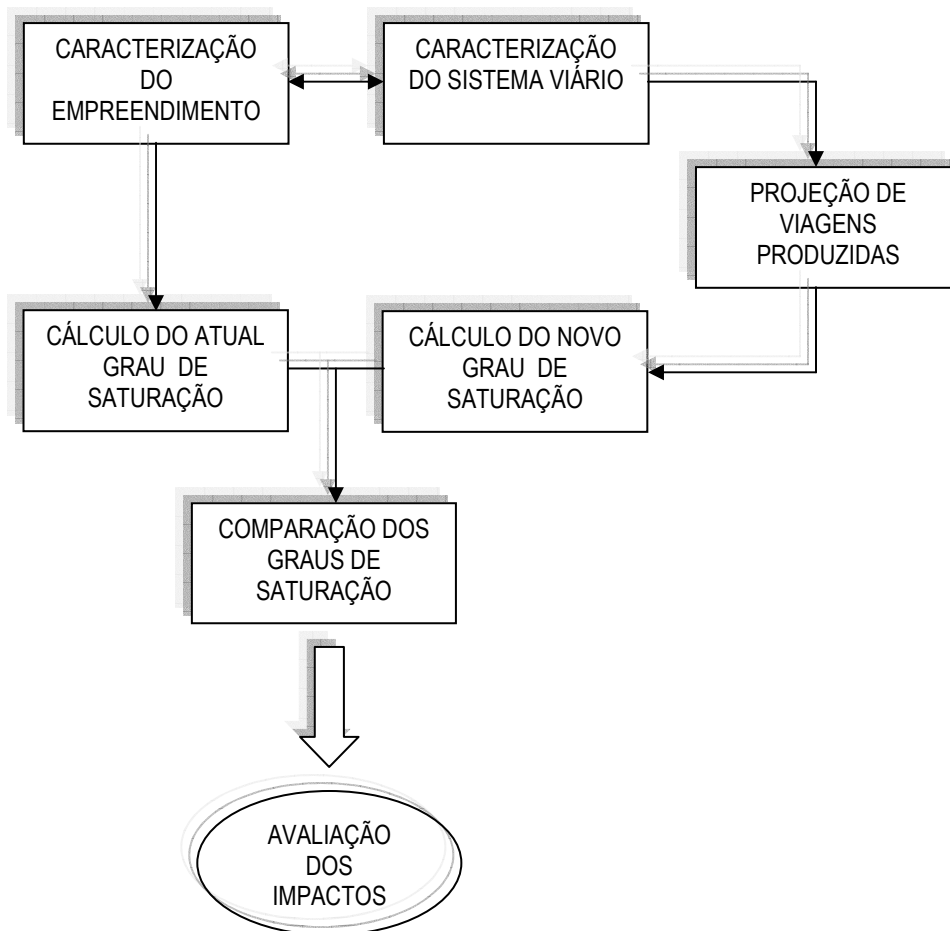 CARACTERIZAÇÃO
DO
EMPREENDIMENTO
CARACTERIZAÇÃO
DO SISTEMA VIÁRIO
PROJEÇÃO DE
VIAGENS
PRODUZIDAS
CÁLCULO DO ATUAL
GRAU DE
SATURAÇÃO
CÁLCULO DO NOVO
GRAU DE
SATURAÇÃO
COMPARAÇÃO DOS
GRAUS DE
SATURAÇÃO
AVALIAÇÃO
DOS
IMPACTOS